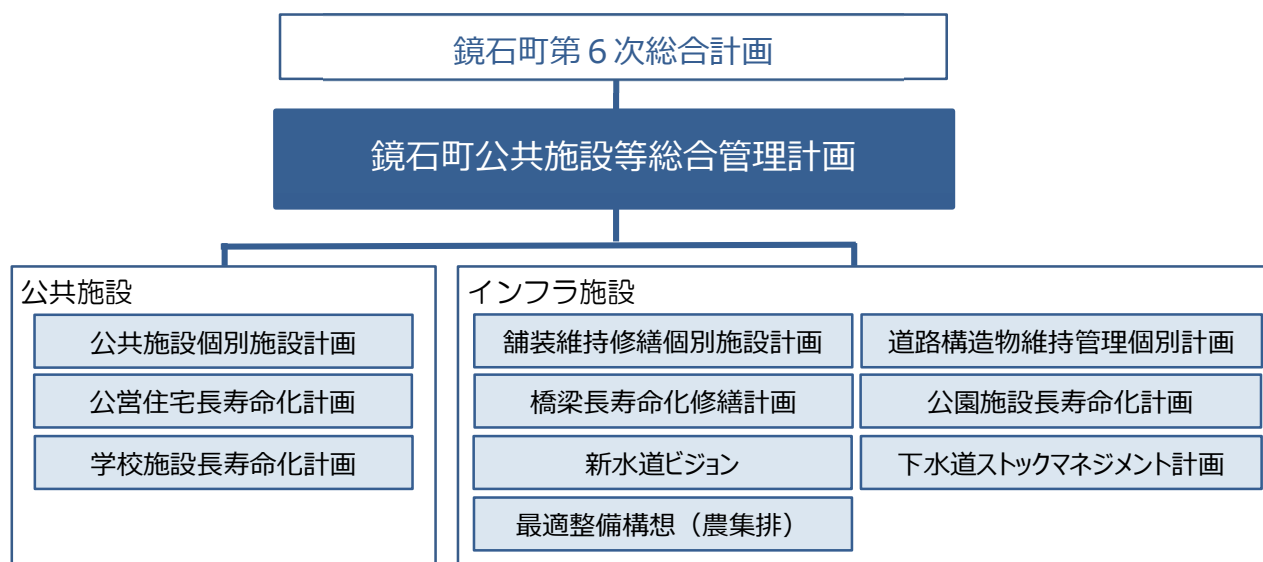 鏡石町第６次総合計画
鏡石町公共施設等総合管理計画
公共施設
公共施設個別施設計画
公営住宅長寿命化計画
学校施設長寿命化計画
インフラ施設
舗装維持修繕個別施設計画
道路構造物維持管理個別計画
橋梁長寿命化修繕計画
公園施設長寿命化計画
新水道ビジョン
下水道ストックマネジメント計画
最適整備構想（農集排）